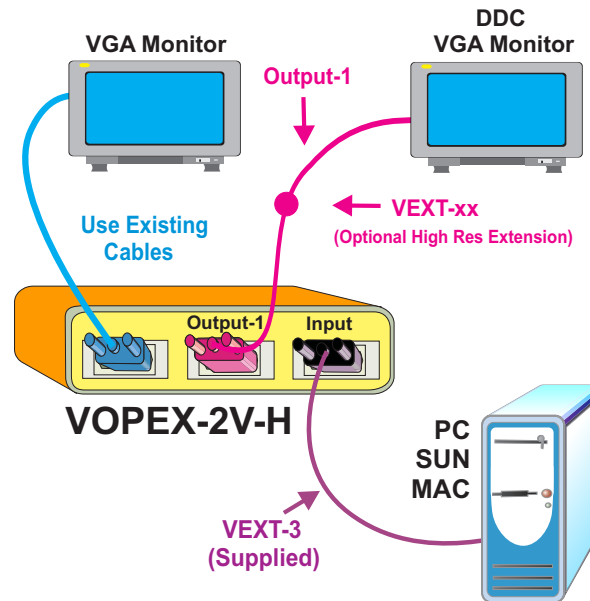 DDC
VGA Monitor
VGA Monitor
Output-1
VEXT-xx
(Optional High Res Extension)
Use Existing
Cables
Output-1
Input
VOPEX-2V-H
PC
SUN
MAC
VEXT-3
(Supplied)